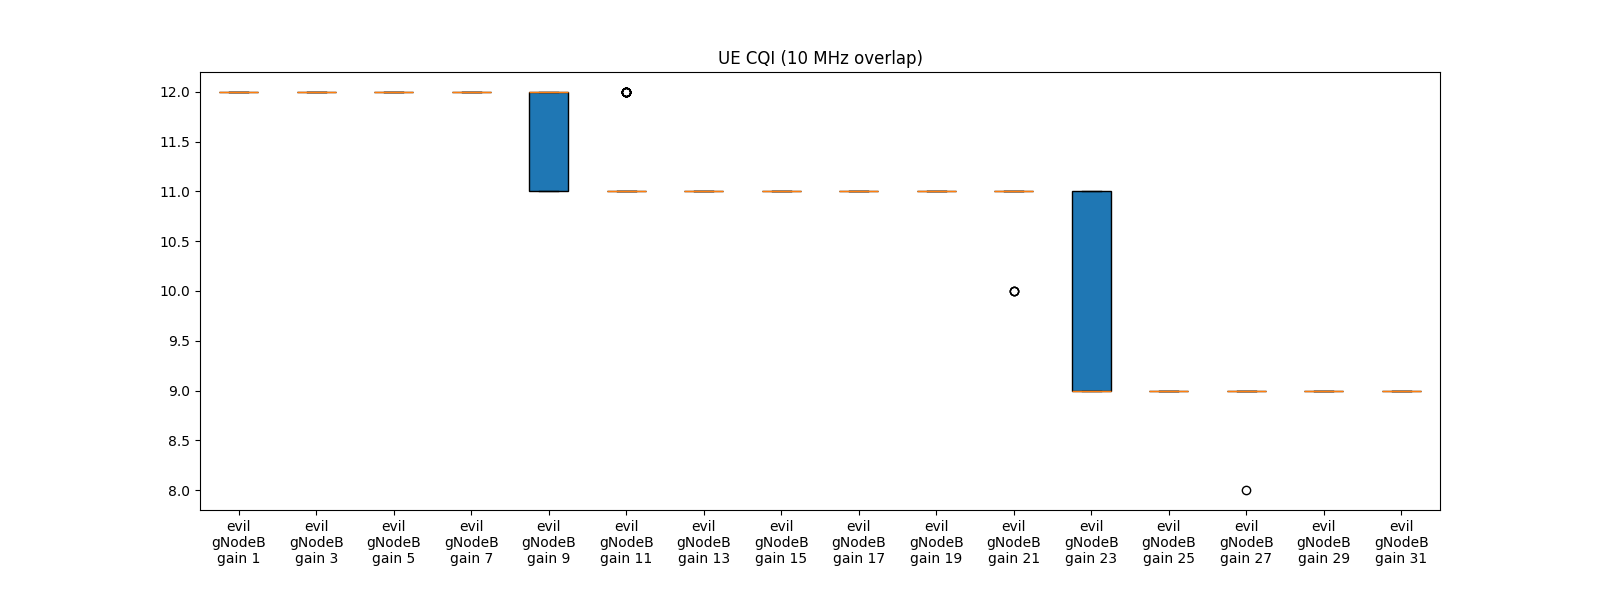 UE CQI (10 MHz overlap)
12.0
11.5
11.0
10.5
10.0
9.5
9.0
8.5
8.0
evil
gNodeB
gain 1
evil
gNodeB
gain 3
evil
gNodeB
gain 5
evil
gNodeB
gain 7
evil
gNodeB
gain 9
evil
gNodeB
gain 11
evil
gNodeB
gain 13
evil
gNodeB
gain 15
evil
gNodeB
gain 17
evil
gNodeB
gain 19
evil
gNodeB
gain 21
evil
gNodeB
gain 23
evil
gNodeB
gain 25
evil
gNodeB
gain 27
evil
gNodeB
gain 29
evil
gNodeB
gain 31